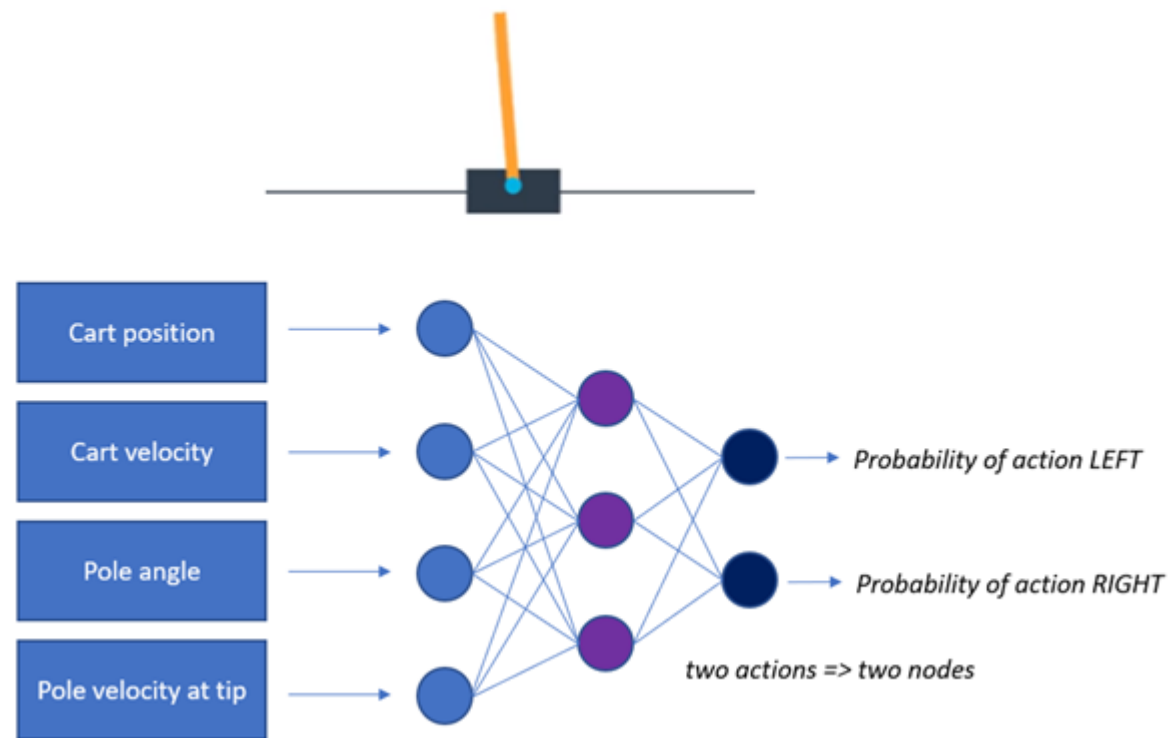 Cart position
Cart velocity
Pole angle
Pole velocity at tip
Probability of action LEFT
Probability of action RIGHT
two actions => two nodes